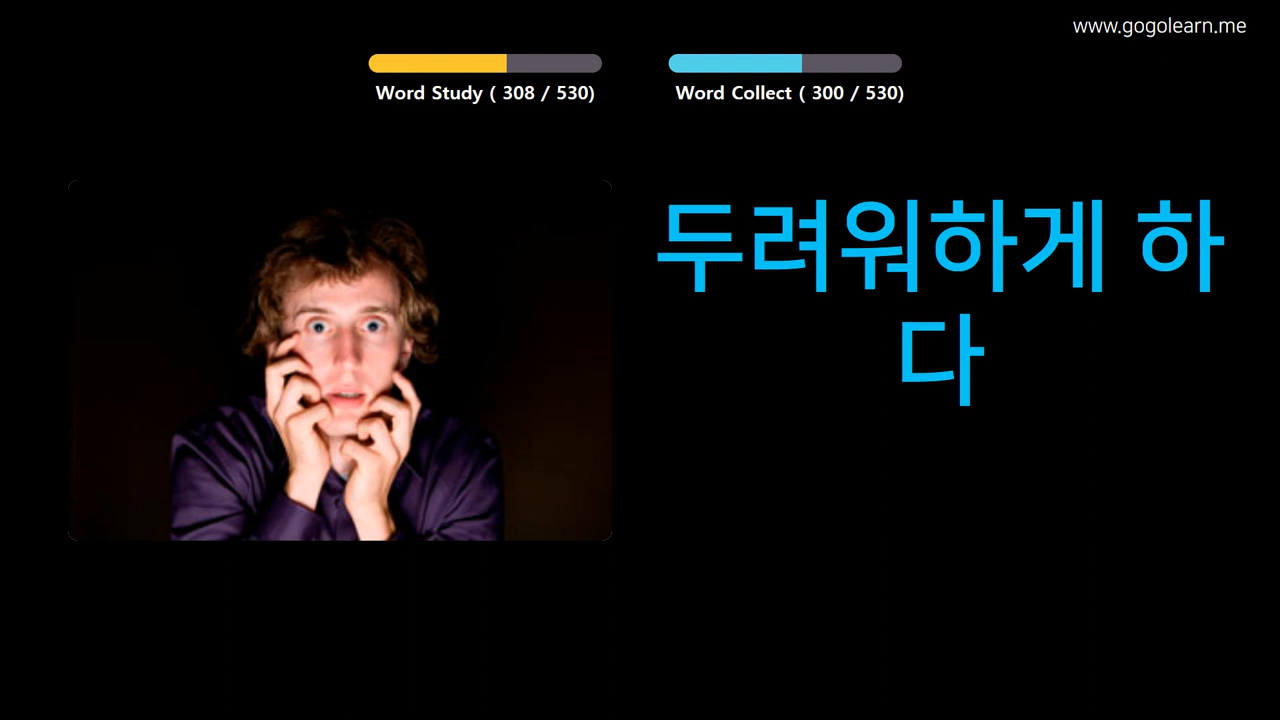 www.gogolearn.me
Word Study ( 308 / 530)
Word Collect ( 300 / 530)
두려워하게 하
다